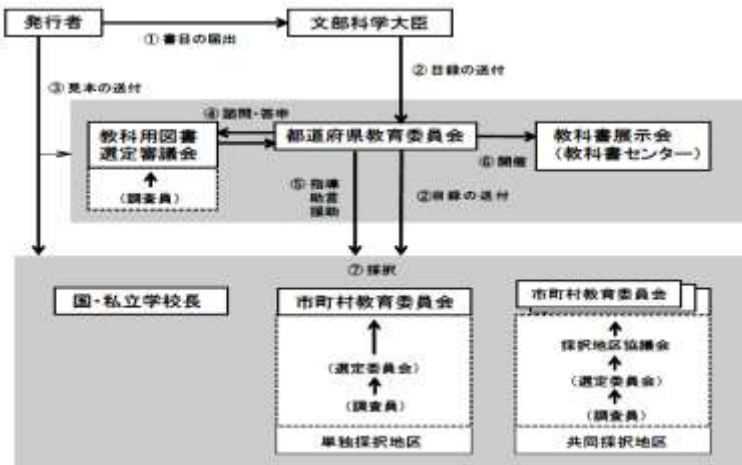 発行者
文部科学大臣
①書目の届出
②目録の送付
③見本の送付
④諮問・答申
教科用図書
選定審議会
都道府県教育委員会
教科書展示会
(教科書センター)
⑥開催
(調査員)
⑤指導
助言
援助
②目録の送付
⑦採択
国・私立学校長
市町村教育委員会
市町村教育委員会
採択地区協議会
(選定委員会)
(選定委員会)
(調査員)
(調査員)
単独採択地区
共同採択地区